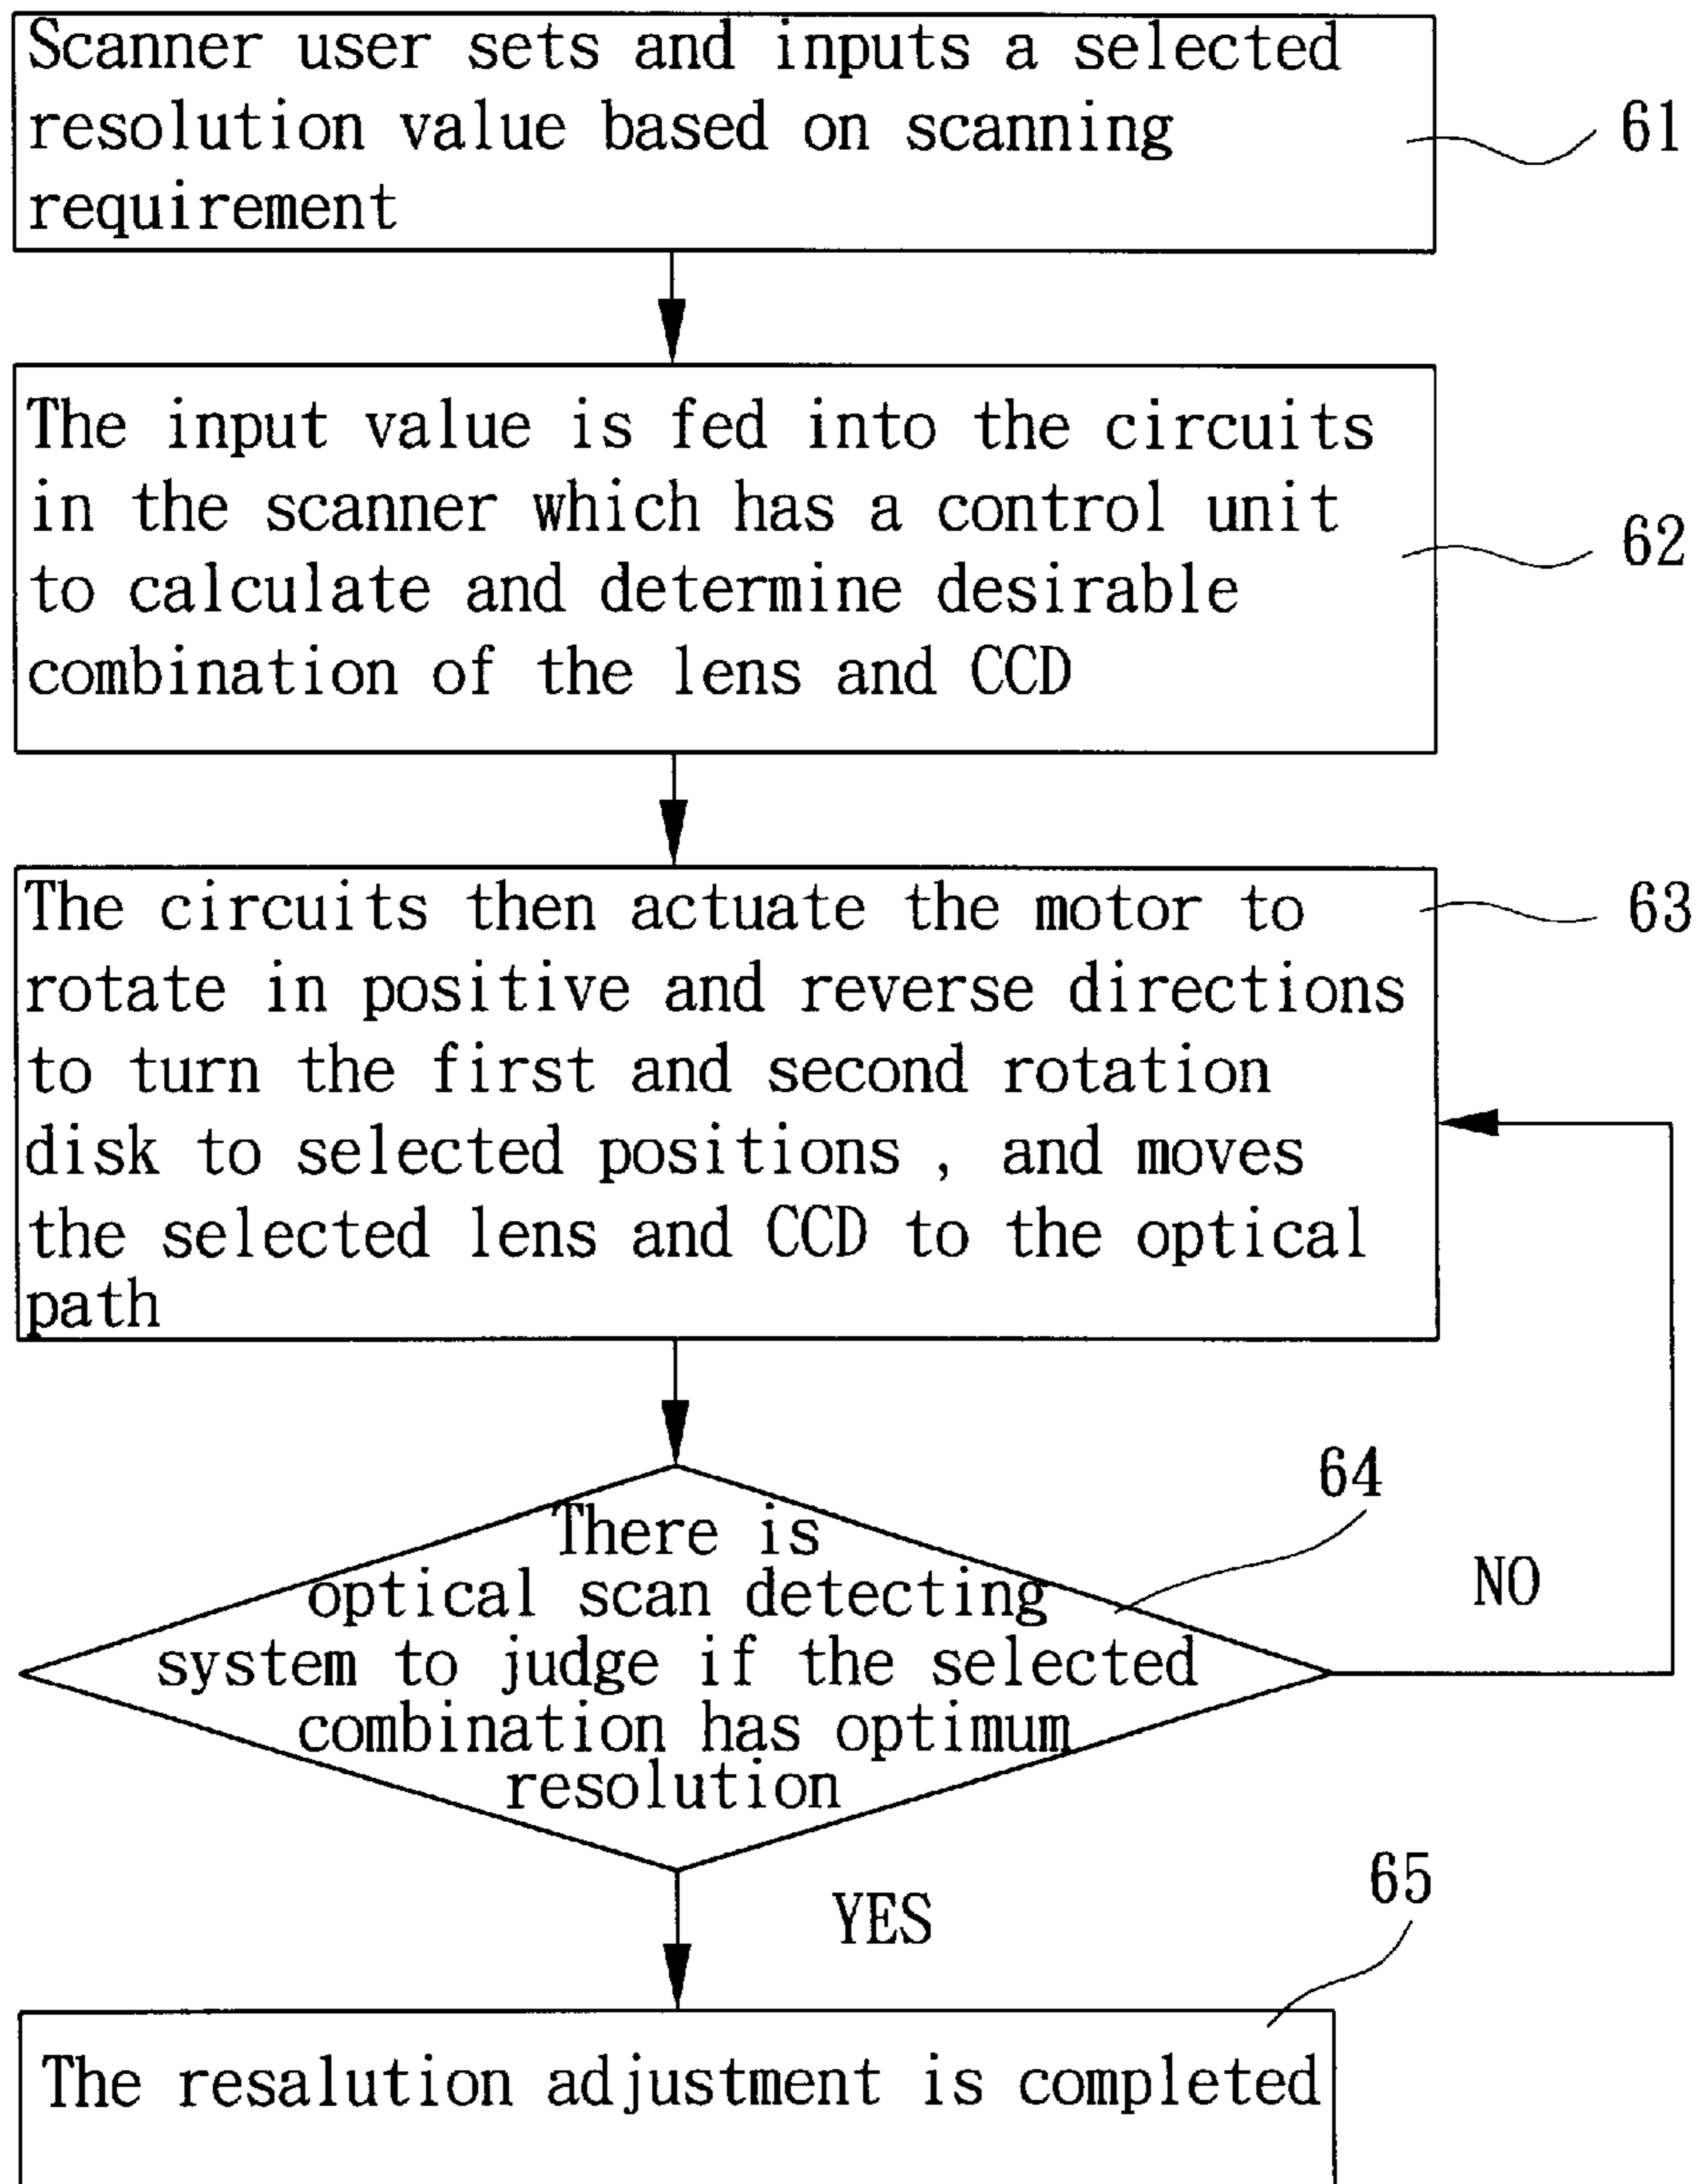 Scanner user sets and inputs a selected
resolution value based on scanning
requirement
61
The input value is fed into the circuits
in the scanner which has a control unit
to calculate and determine desirable
combination of the lens and CCD
62
The circuits then actuate the motor to
rotate in positive and reverse directions
to turn the first and second rotation
disk to selected positions , and moves
the selected lens and CCD to the optical
path
63
There is
optical scan detecting
system to judge if the selected
combination has optimum
resolution
64
NO
YES
65
The resalution adjustment is completed